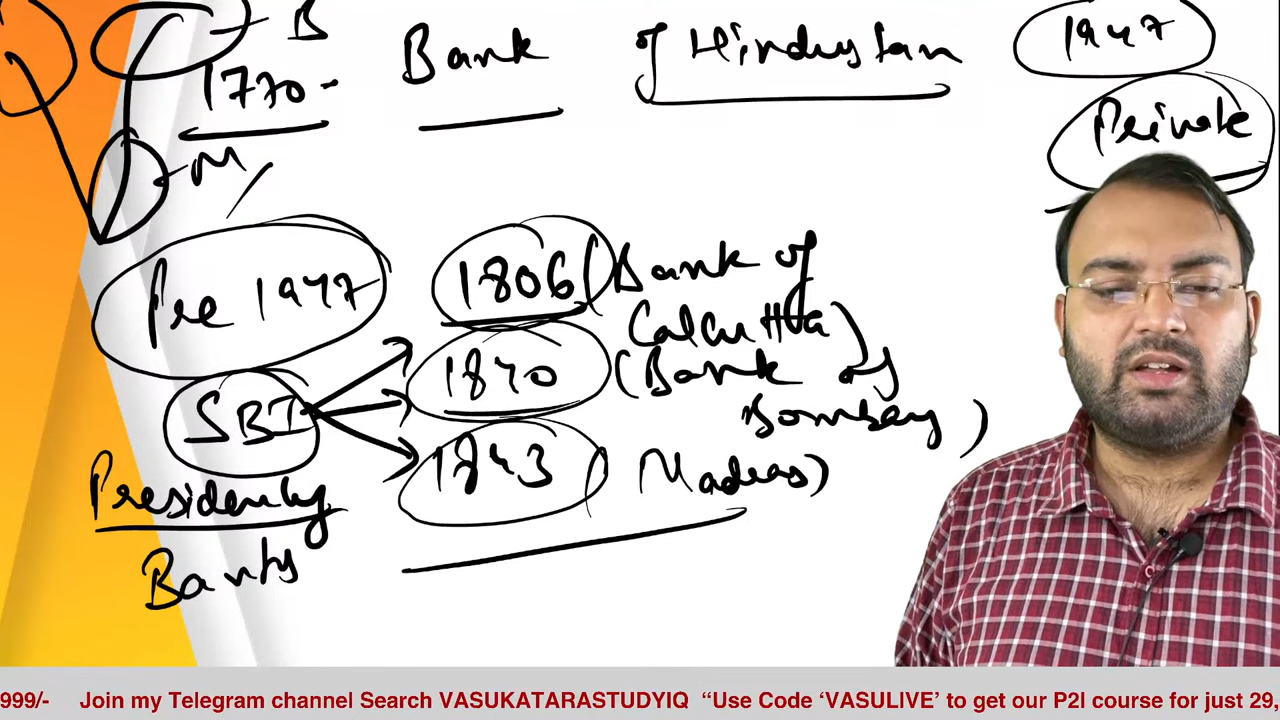 B
1770- Bank of Hindustan 1947
Private
M
Pre 1947 1806 (Bank of
Calcutta)
SBI 1840 (Bank of
Bombay)
1843 (Madras)
Presidency
Banks
999/- Join my Telegram channel Search VASUKATARASTUDYIQ “Use Code ‘VASULIVE’ to get our P2I course for just 29,